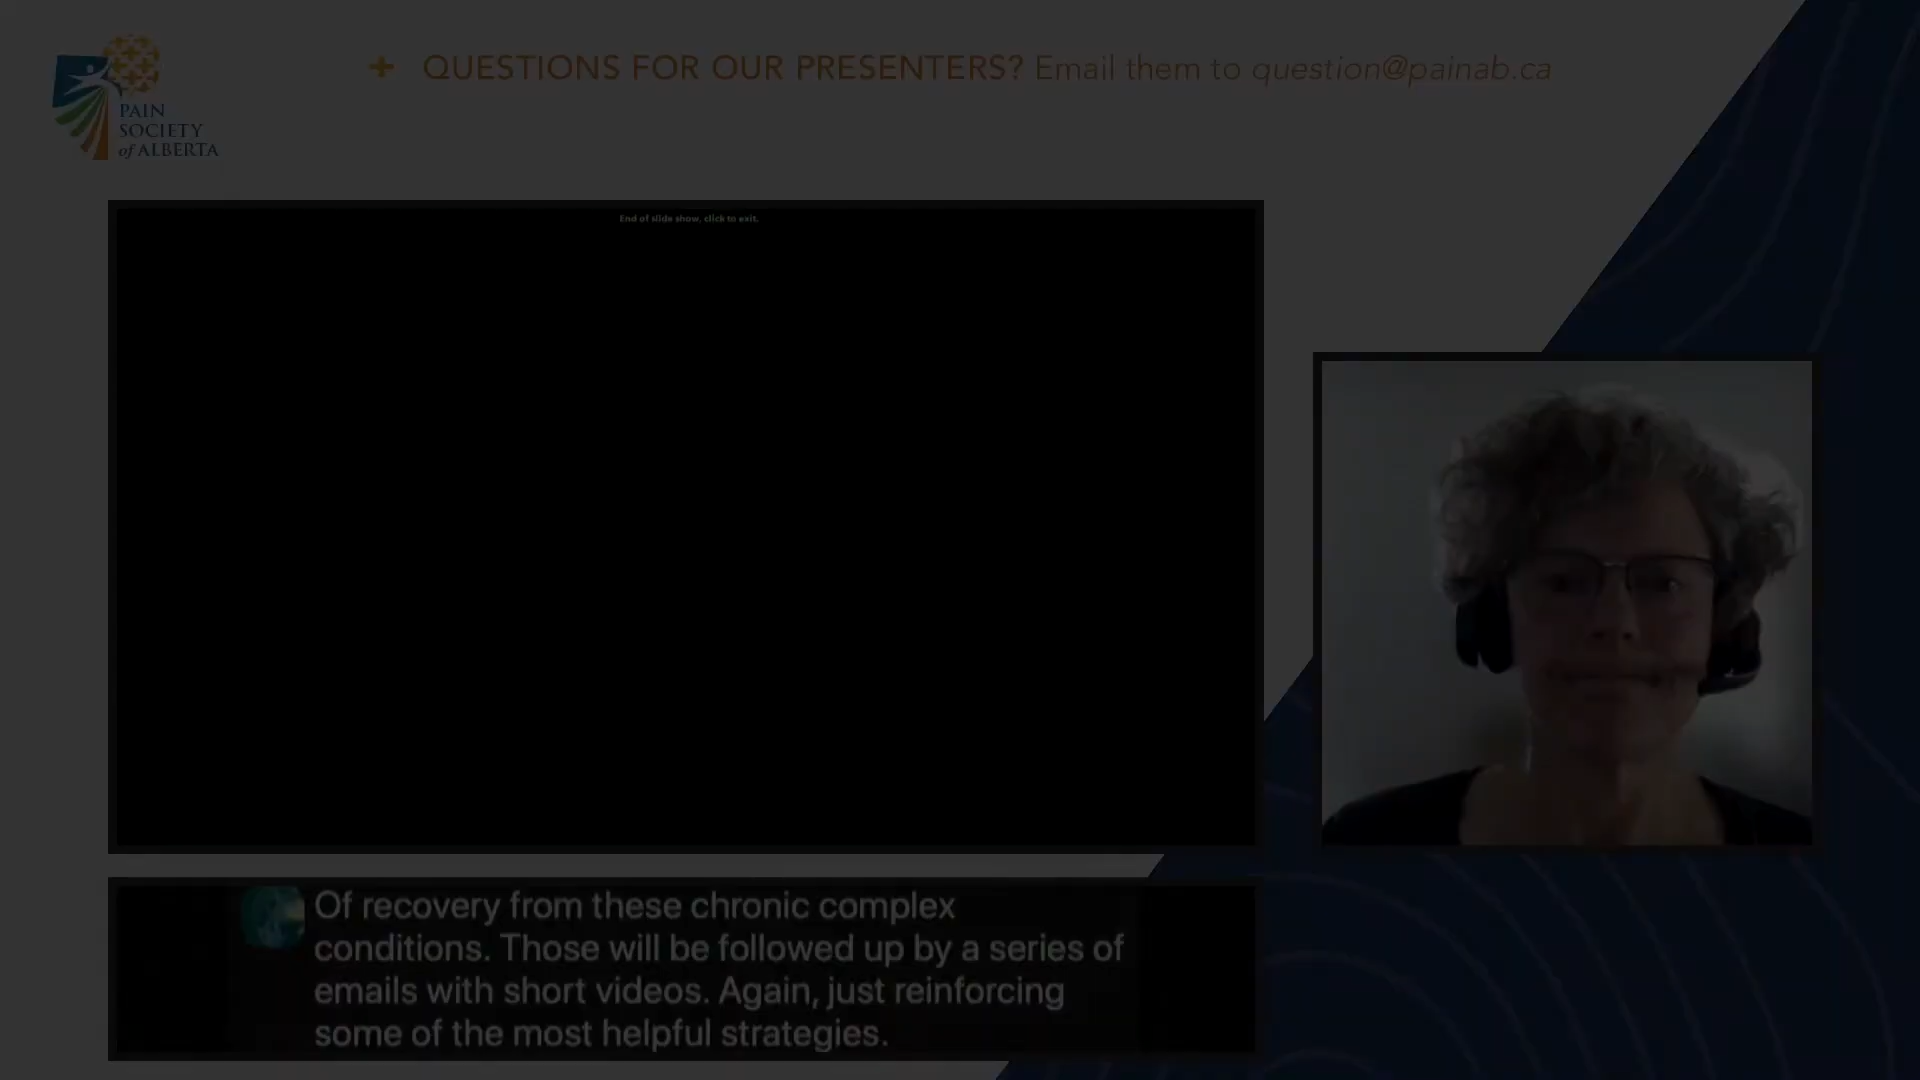 QUESTIONS FOR OUR PRESENTERS? Email them to question@painab.ca
PAIN
SOCIETY
of ALBERTA
End of slide show, click to exit.
Of recovery from these chronic complex
conditions. Those will be followed up by a series of
emails with short videos. Again, just reinforcing
some of the most helpful strategies.